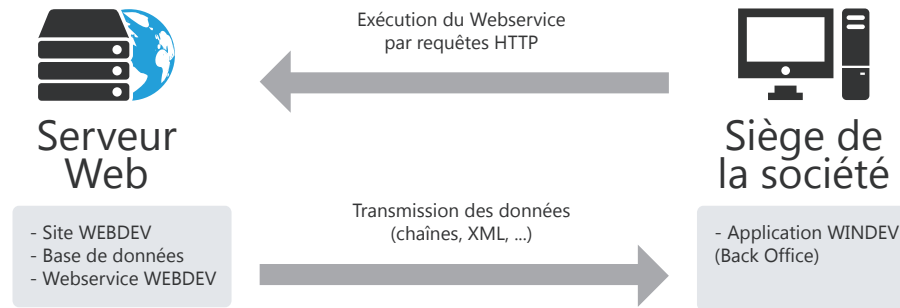 Exécution du Webservice
par requêtes HTTP
Serveur
Web
Siège de
la société
- Site WEBDEV
- Base de données
- Webservice WEBDEV
Transmission des données
(chaînes, XML, ...)
- Application WINDEV
(Back Office)